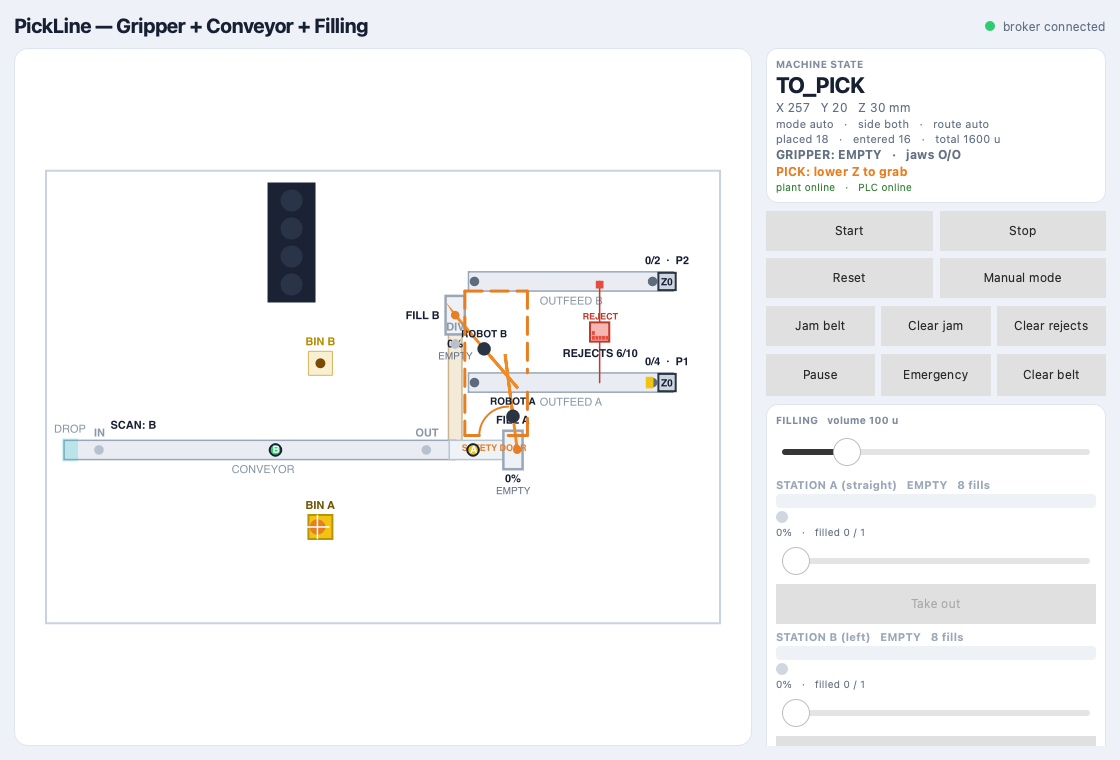 PickLine — Gripper + Conveyor + Filling
broker connected
MACHINE STATE
TO_PICK
X 257 Y 20 Z 30 mm
mode auto · side both · route auto
placed 18 · entered 16 · total 1600 u
GRIPPER: EMPTY · jaws O/O
PICK: lower Z to grab
plant online · PLC online
Start
Stop
Reset
Manual mode
Jam belt
Clear jam
Clear rejects
Pause
Emergency
Clear belt
FILLING volume 100 u
STATION A (straight) EMPTY 8 fills
0% · filled 0 / 1
Take out
STATION B (left) EMPTY 8 fills
0% · filled 0 / 1
0/2 · P2
Z0
OUTFEED B
FILL B
DIV
ROBOT B
0%
EMPTY
REJECT
REJECTS 6/10
0/4 · P1
Z0
BIN B
ROBOT A
OUTFEED A
FILL A
DROP
IN
SCAN: B
OUT
B
A
SAFETY DOOR
CONVEYOR
0%
EMPTY
BIN A